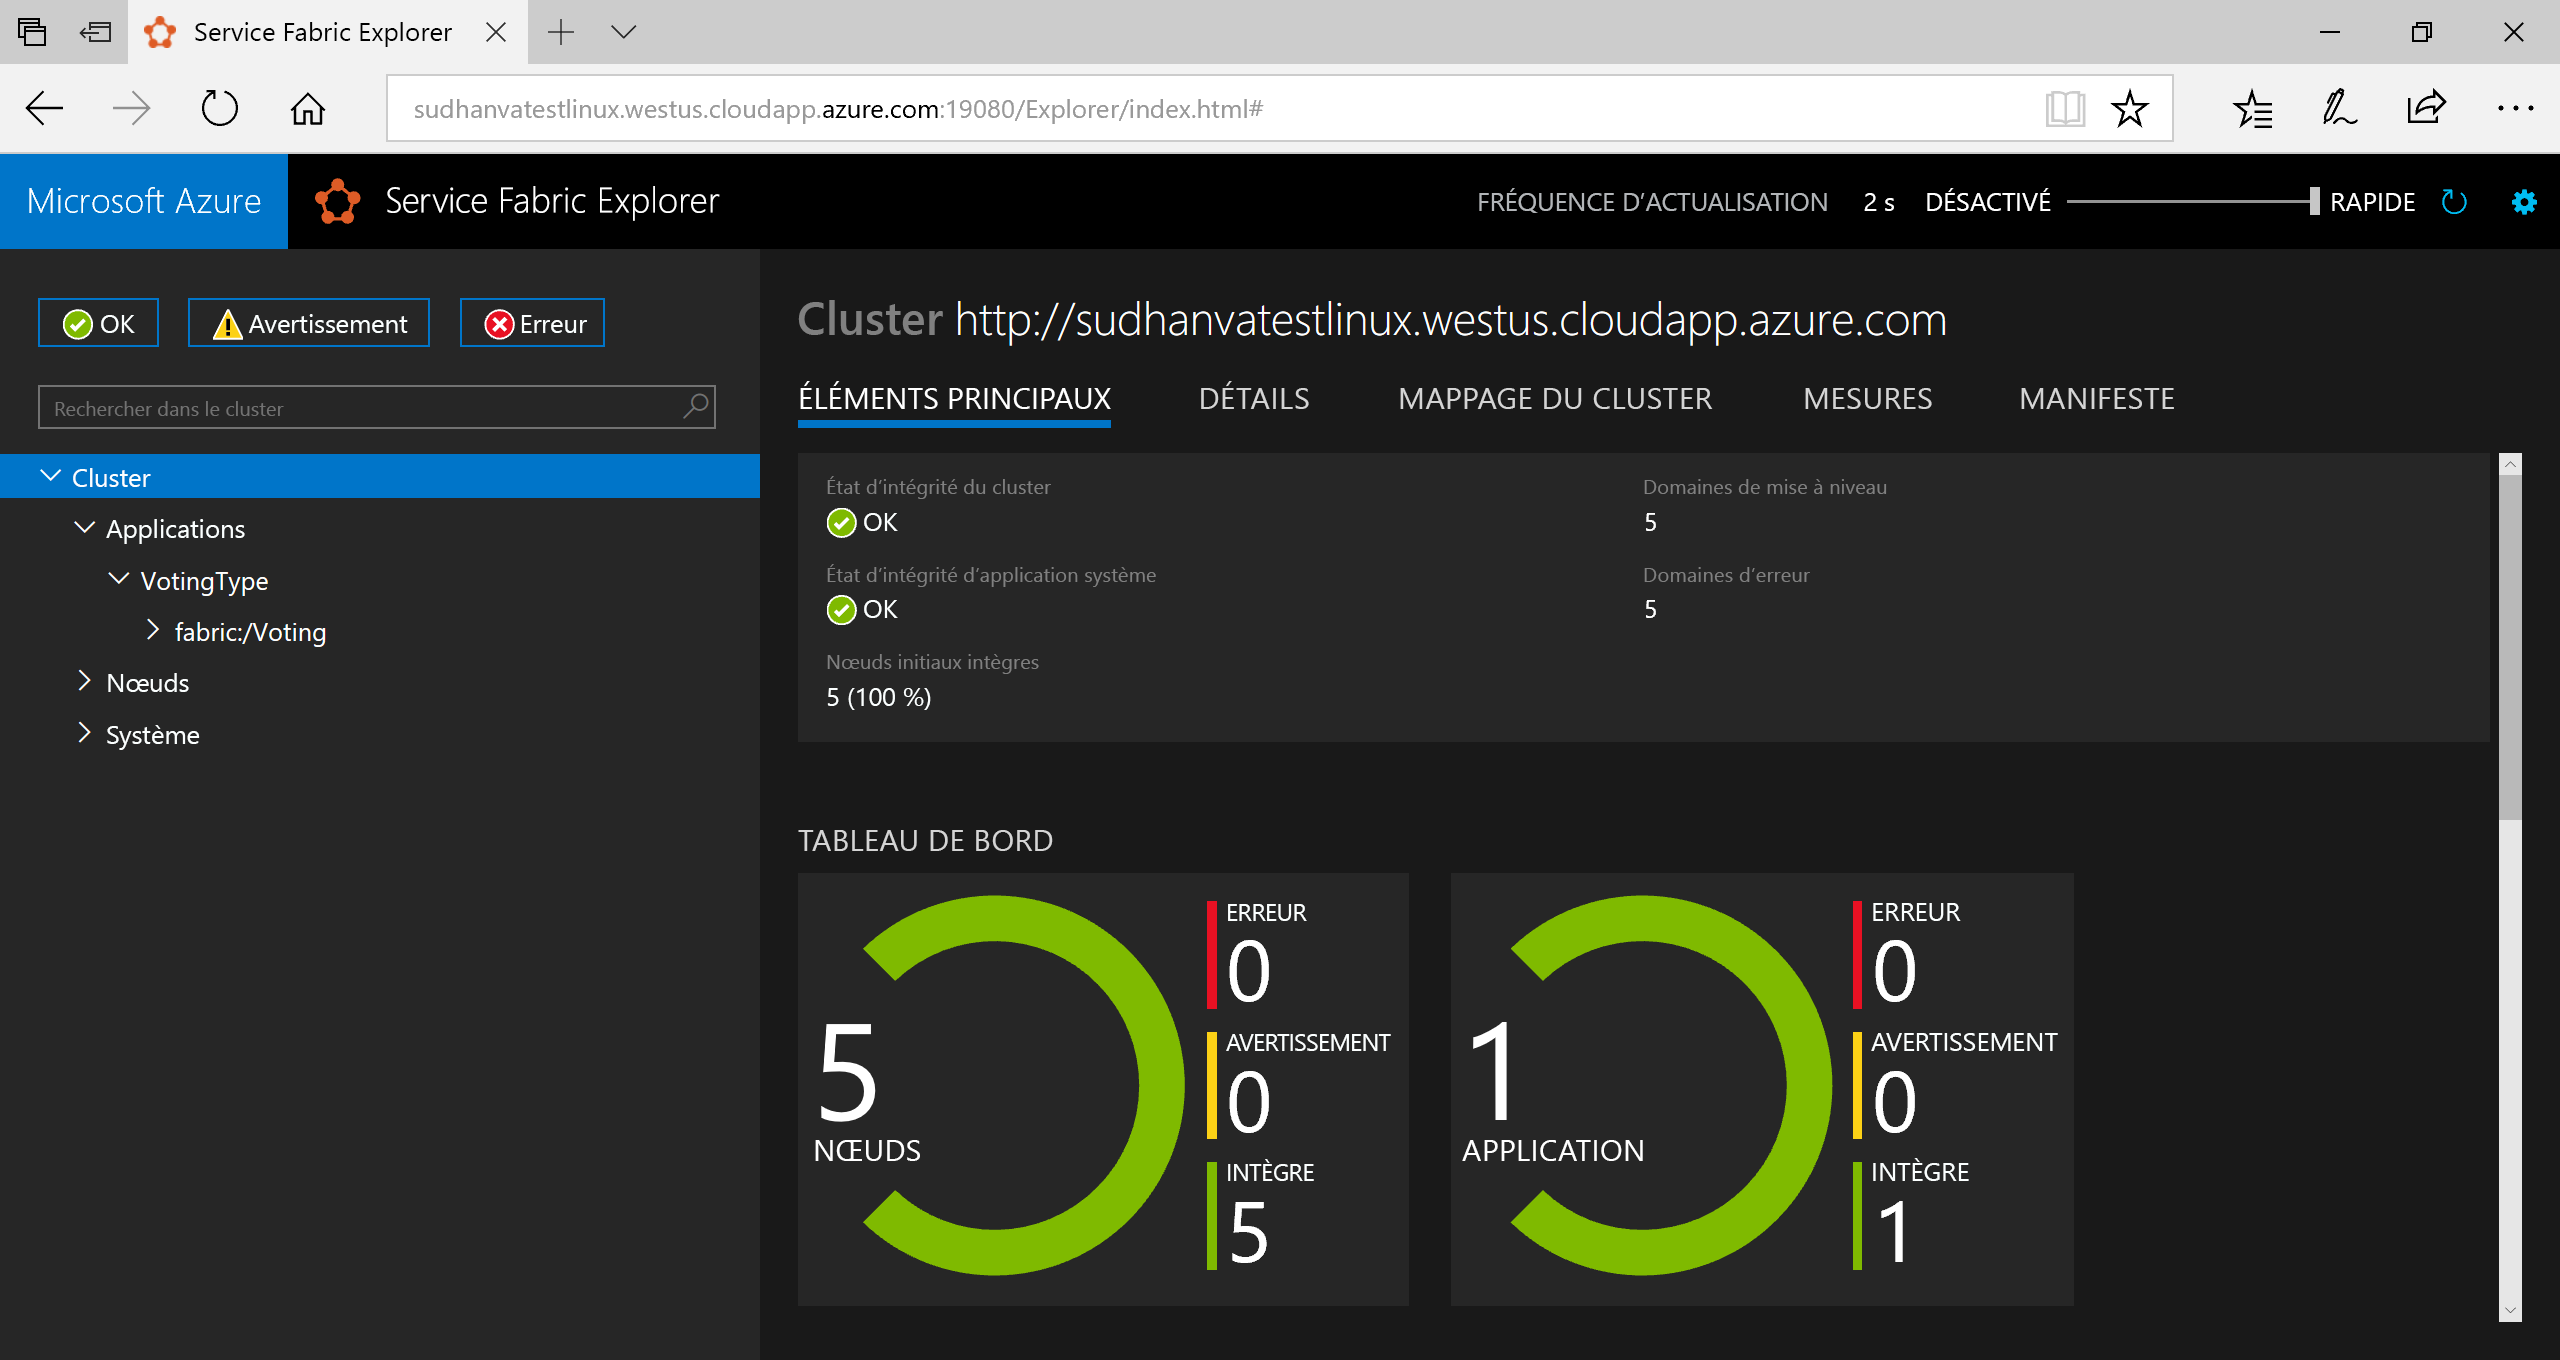 Service Fabric Explorer
sudhanvatestlinux.westus.cloudapp.azure.com:19080/Explorer/index.html#
Microsoft Azure
Service Fabric Explorer
FRÉQUENCE D'ACTUALISATION 2 s DÉSACTIVÉ RAPIDE
OK
Avertissement
Erreur
Rechercher dans le cluster
Cluster
Applications
VotingType
fabric:/Voting
Nœuds
Système
Cluster http://sudhanvatestlinux.westus.cloudapp.azure.com
ÉLÉMENTS PRINCIPAUX
DÉTAILS
MAPPAGE DU CLUSTER
MESURES
MANIFESTE
État d'intégrité du cluster
OK
État d'intégrité d'application système
OK
Nœuds initiaux intègres
5 (100 %)
Domaines de mise à niveau
5
Domaines d'erreur
5
TABLEAU DE BORD
5
NŒUDS
ERREUR
0
AVERTISSEMENT
0
INTÈGRE
5
1
APPLICATION
ERREUR
0
AVERTISSEMENT
0
INTÈGRE
1